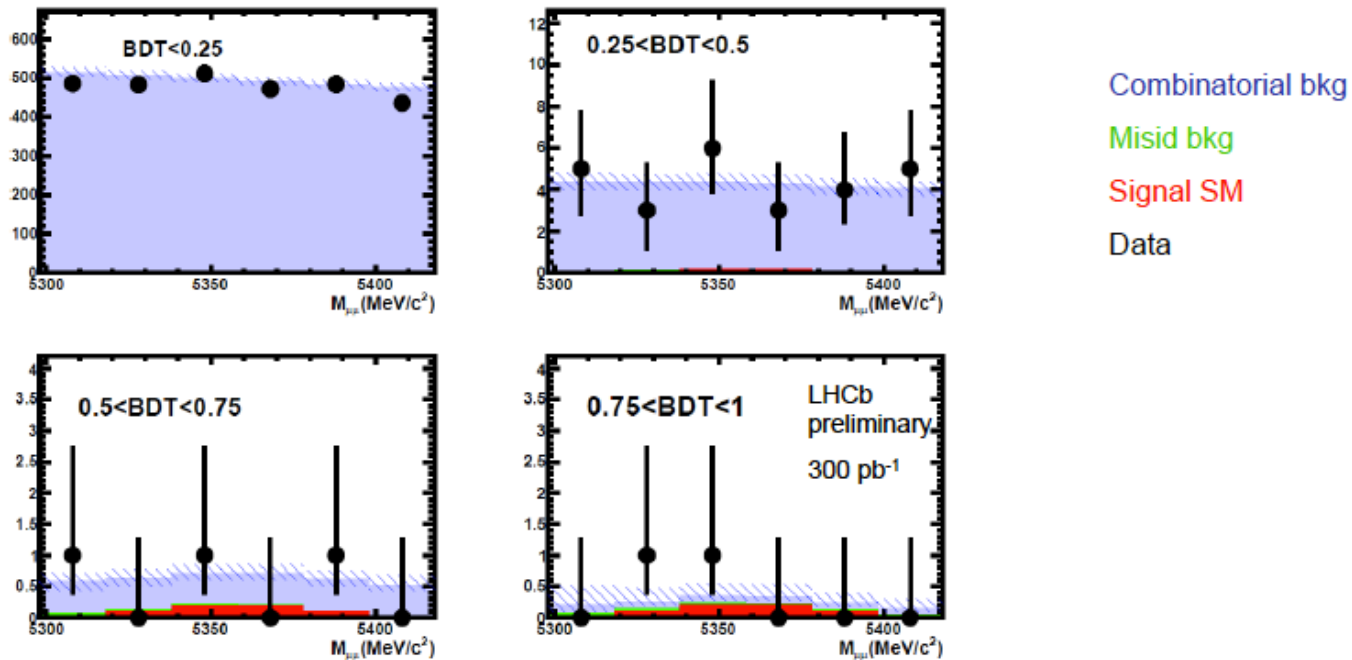 BDT<0.25
600
500
400
300
200
100
0
5300
5350
5400
Mμμ(MeV/c²)
0.25<BDT<0.5
12
10
8
6
4
2
0
5300
5350
5400
Mμμ(MeV/c²)
Combinatorial bkg
Misid bkg
Signal SM
Data
0.5<BDT<0.75
4
3.5
3
2.5
2
1.5
1
0.5
0
5300
5350
5400
Mμμ(MeV/c²)
0.75<BDT<1
LHCb
preliminary
300 pb⁻¹
4
3.5
3
2.5
2
1.5
1
0.5
0
5300
5350
5400
Mμμ(MeV/c²)